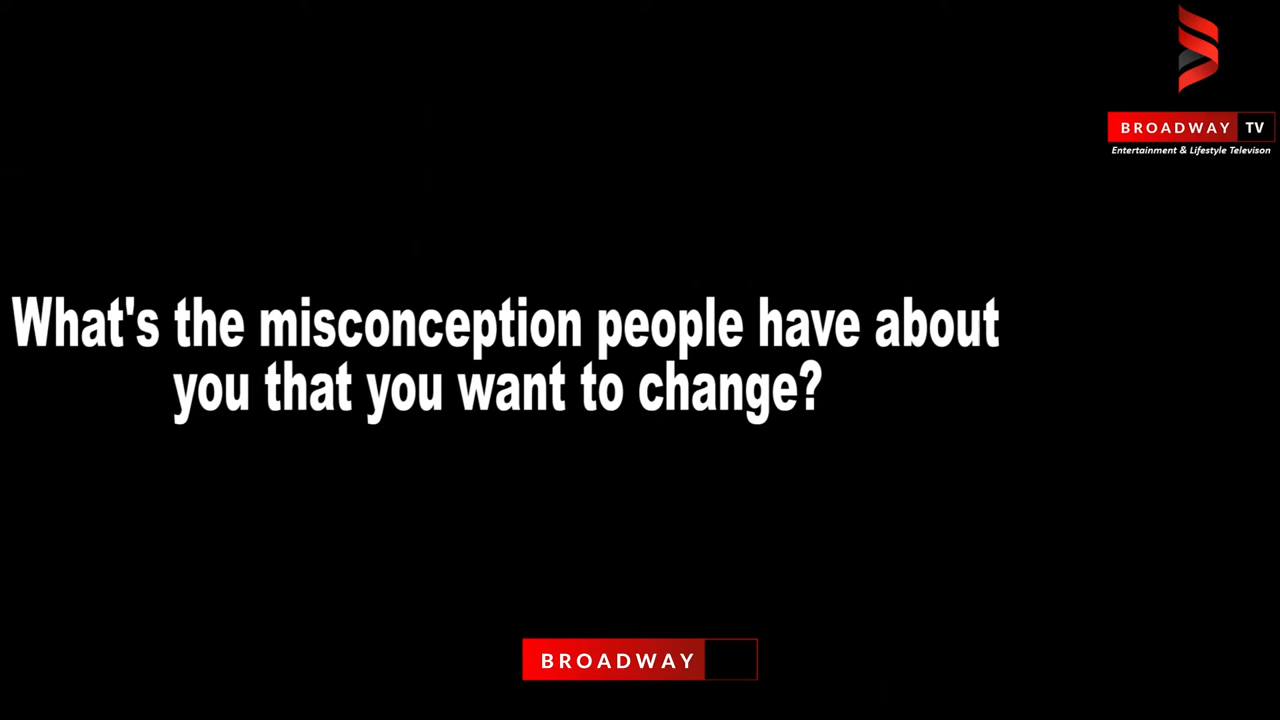 BROADWAY TV
Entertainment & Lifestyle Televison
What's the misconception people have about
you that you want to change?
BROADWAY